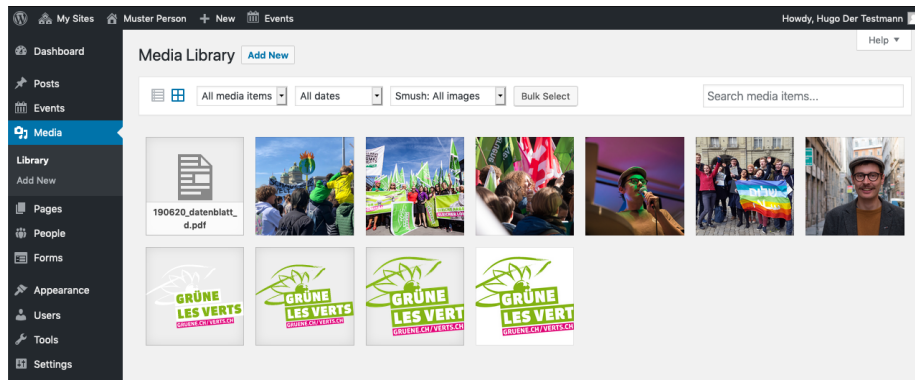 My Sites Muster Person + New Events Howdy, Hugo Der Testmann
Help
Dashboard
Posts
Events
Media
Library
Add New
Pages
People
Forms
Appearance
Users
Tools
Settings
Media Library Add New
All media items All dates Smush: All images Bulk Select Search media items...
190620_datenblatt_
d.pdf
שלום
GRÜNE
LES VERTS
GRUENE.CH/VERTS.CH
GRÜNE
LES VERTS
GRUENE.CH/VERTS.CH
GRÜNE
LES VERT
GRUENE.CH/VERTS.CH
GRÜNE
LES VERT
GRUENE.CH/VERTS.CH